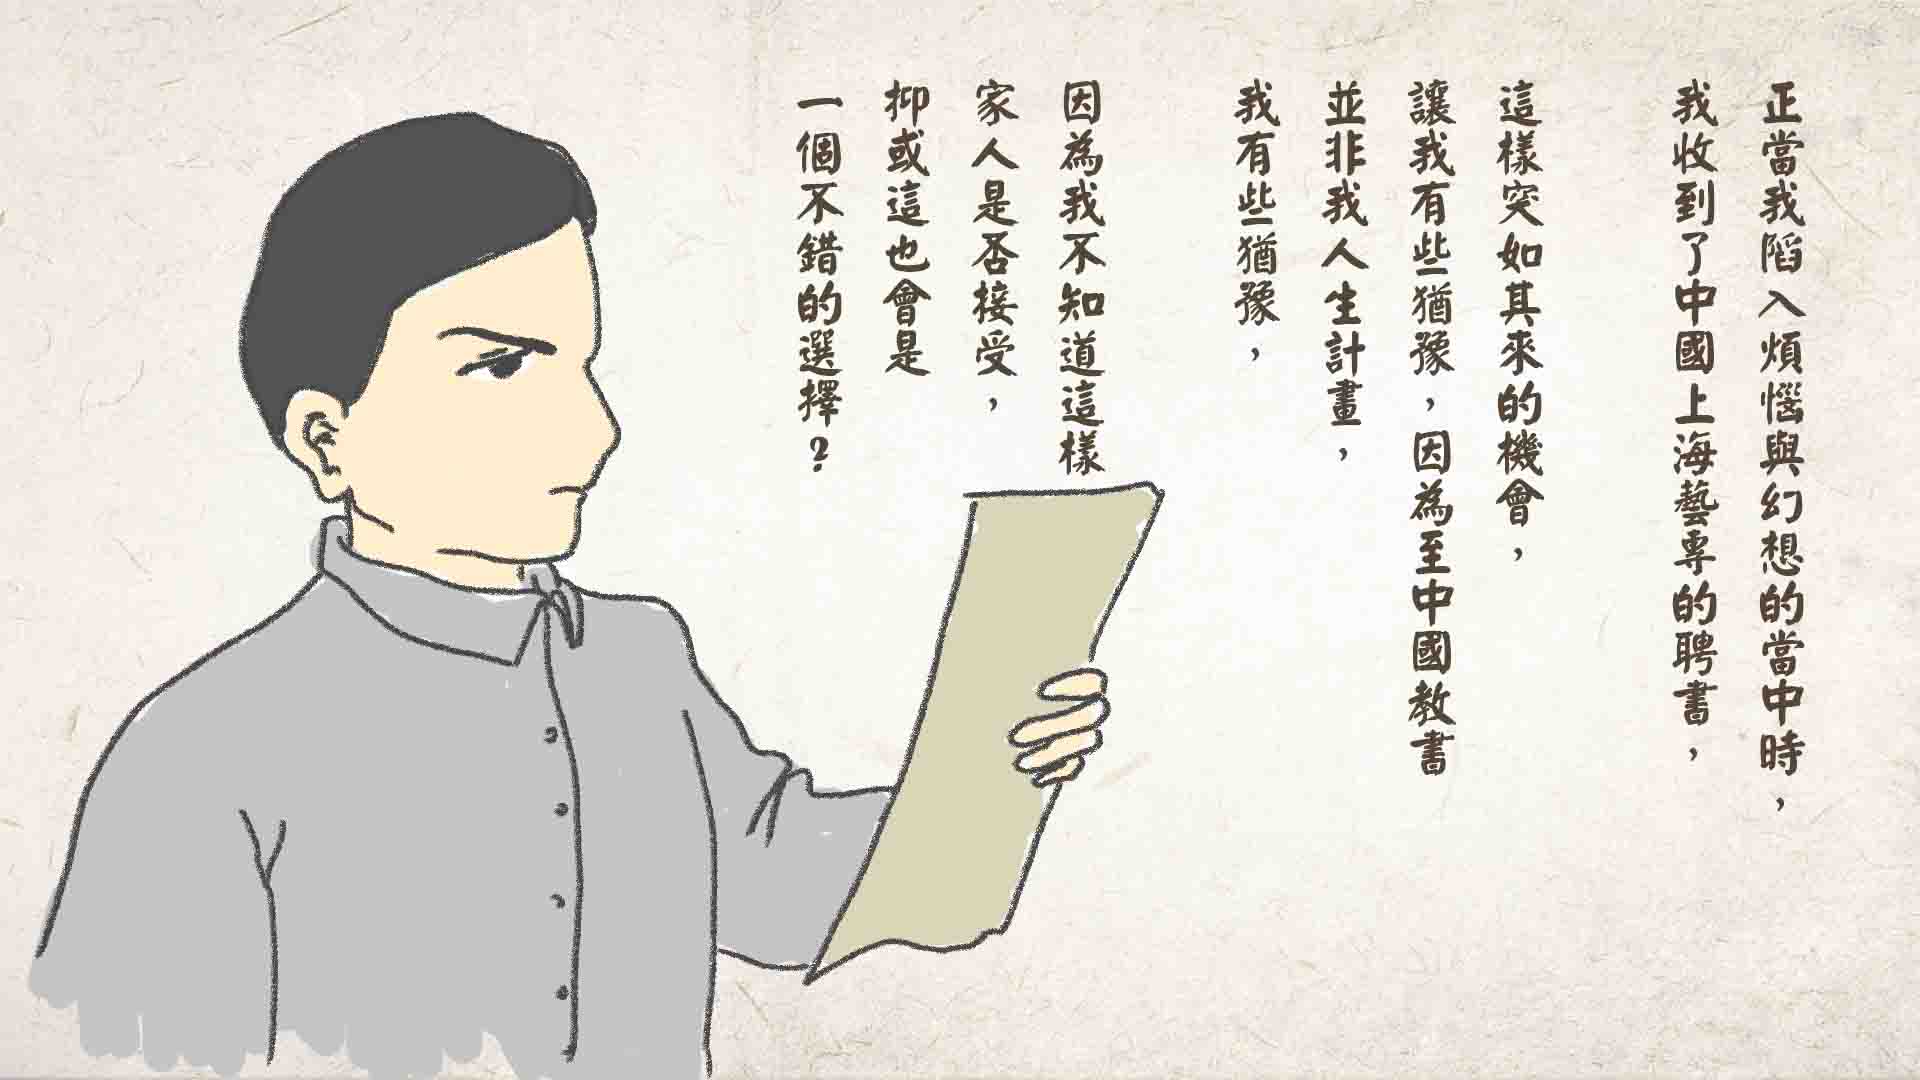 正當我陷入煩惱與幻想的當中時，
我收到了中國上海藝專的聘書，
這樣突如其來的機會，
讓我有些猶豫，因為至中國教書
並非我人生計畫，
我有些猶豫，
因為我不知道這樣
家人是否接受，
抑或這也會是
一個不錯的選擇？